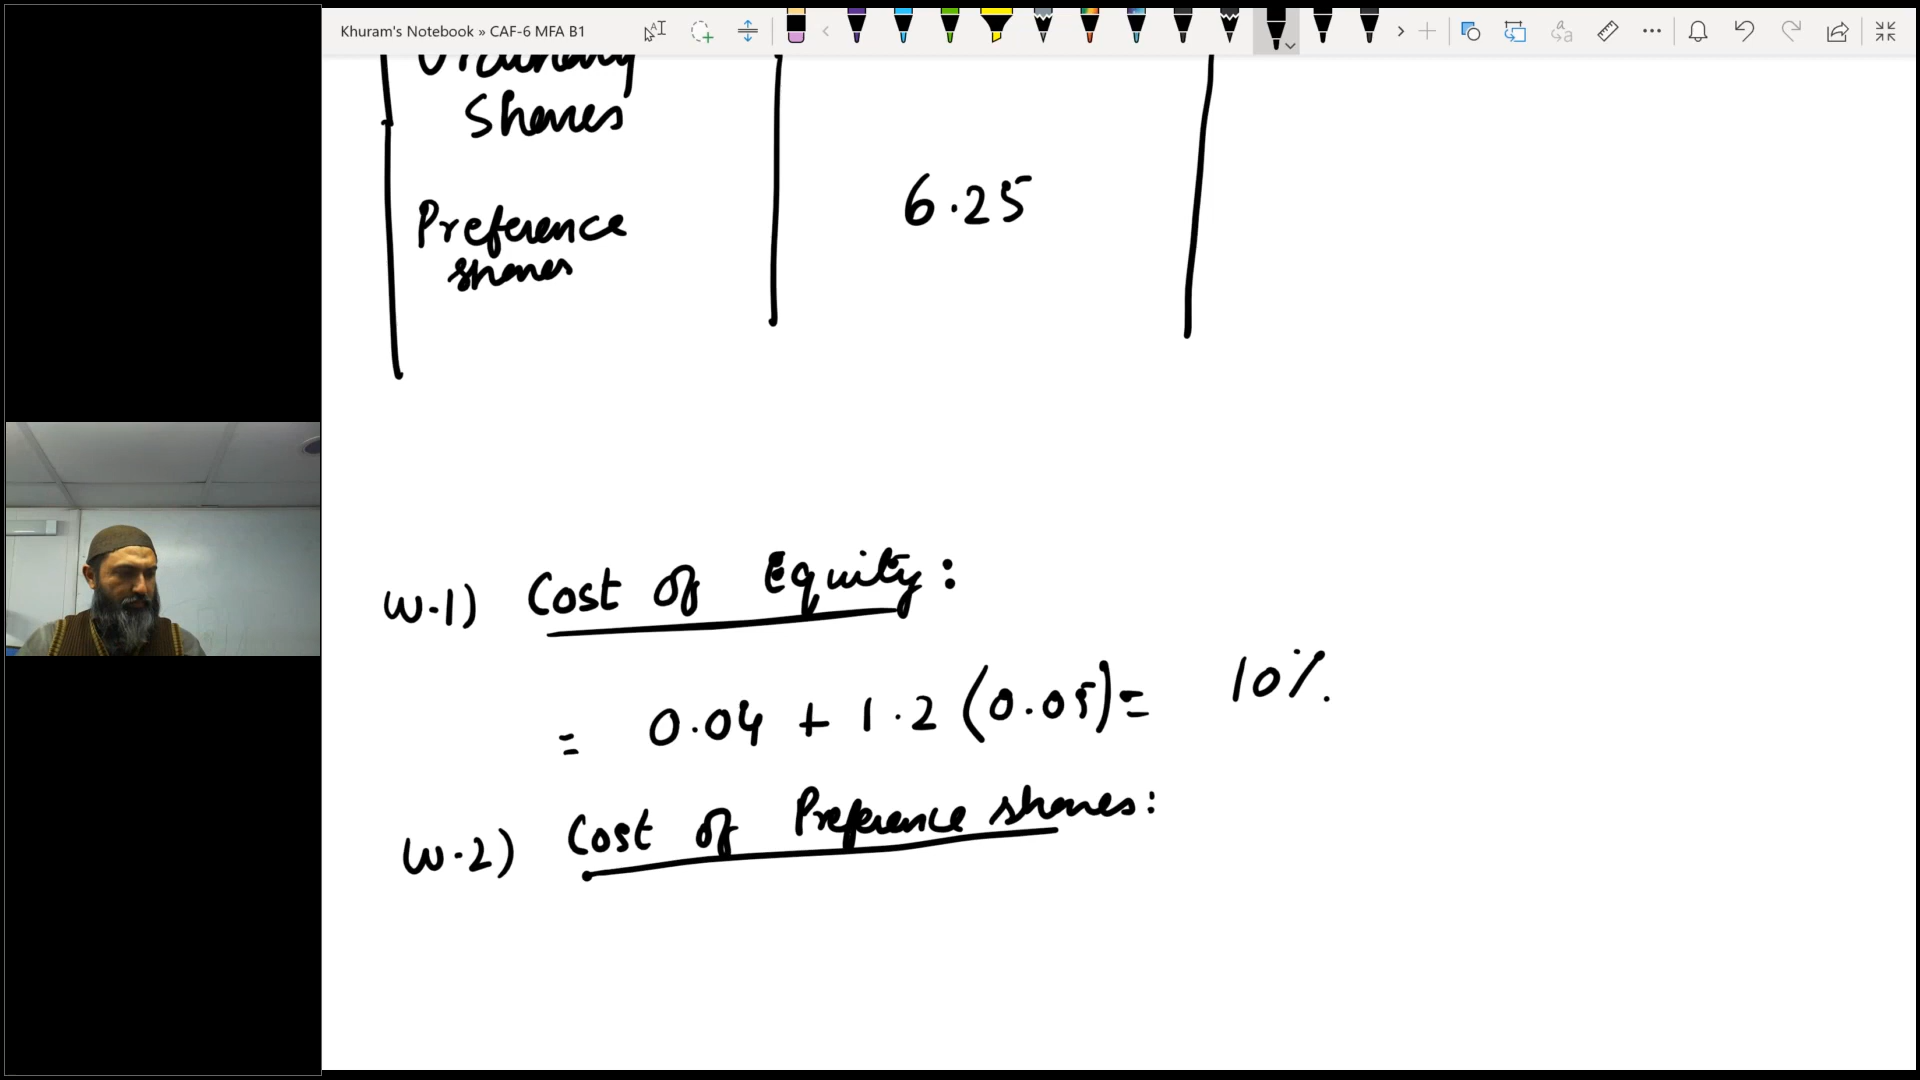 Khuram's Notebook » CAF-6 MFA B1
Ordinary
Shares
Preference
shares
6.25
W.1) Cost of Equity:
= 0.04 + 1.2 (0.05) = 10%.
W.2) Cost of Preference shares: